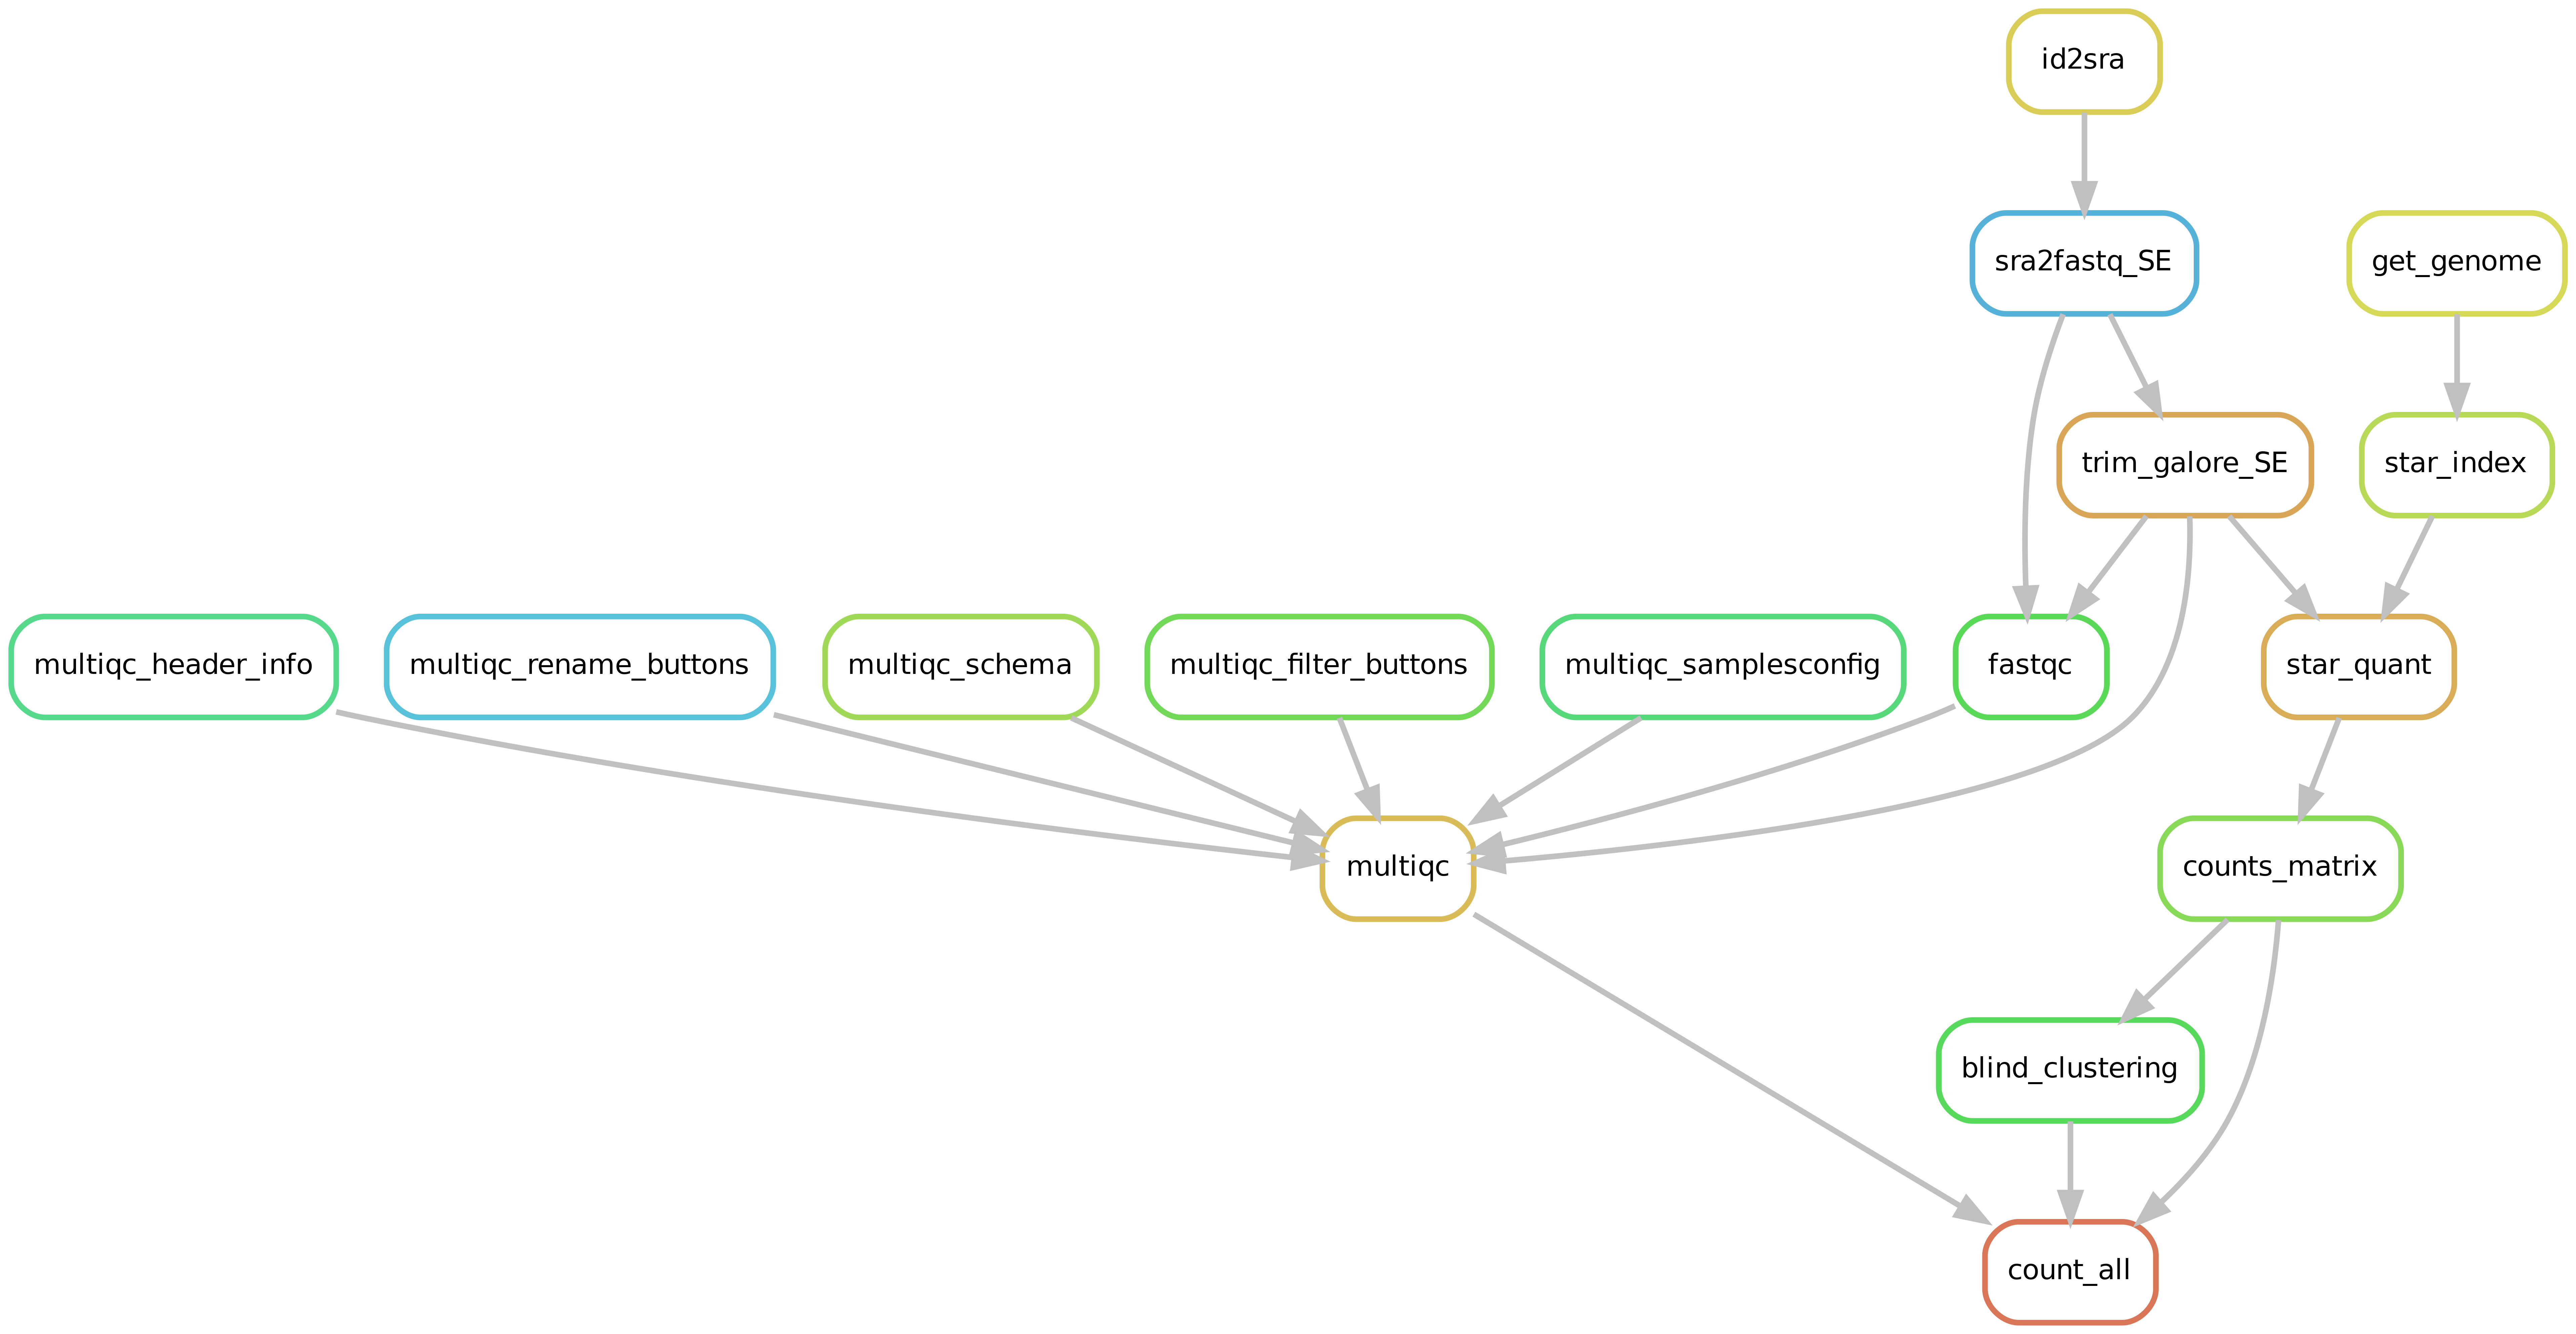 id2sra
sra2fastq_SE
get_genome
trim_galore_SE
star_index
multiqc_header_info
multiqc_rename_buttons
multiqc_schema
multiqc_filter_buttons
multiqc_samplesconfig
fastqc
star_quant
multiqc
counts_matrix
blind_clustering
count_all